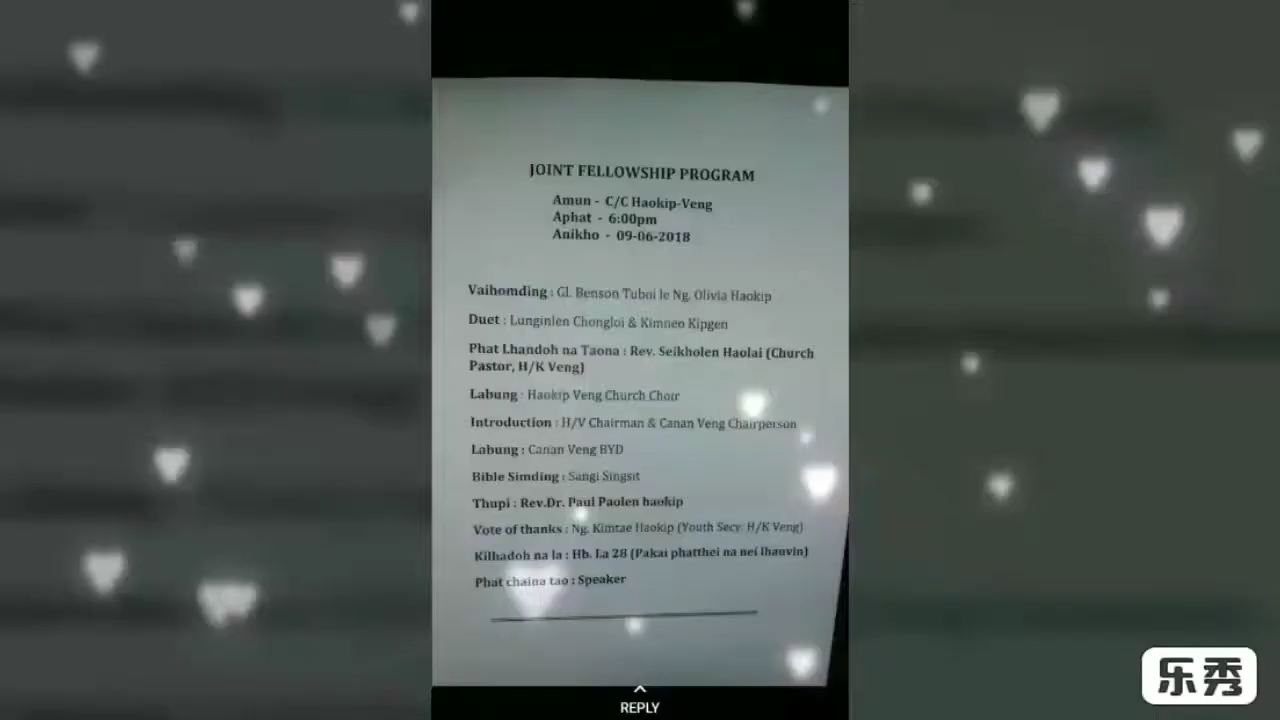 JOINT FELLOWSHIP PROGRAM
Amun - C/C Haokip-Veng
Aphat - 6:00pm
Anikho - 09-06-2018
Vaihomding : Gl. Benson Tuboi le Ng. Olivia Haokip
Duet : Lunginlen Chongloi & Kimneo Kipgen
Phat Lhandoh na Taona : Rev. Seikholen Haolai (Church
Pastor, H/K Veng)
Labung : Haokip Veng Church Choir
Introduction : H/V Chairman & Canan Veng Chairperson
Labung : Canan Veng BYD
Bible Simding : Sangi Singsit
Thupi : Rev.Dr. Paul Paolen haokip
Vote of thanks : Ng. Kimtae Haokip (Youth Secy. H/K Veng)
Kilhadoh na la : Hb. La 28 (Pakai phatthei na nei lhauvin)
Phat chaina tao : Speaker
REPLY
乐秀